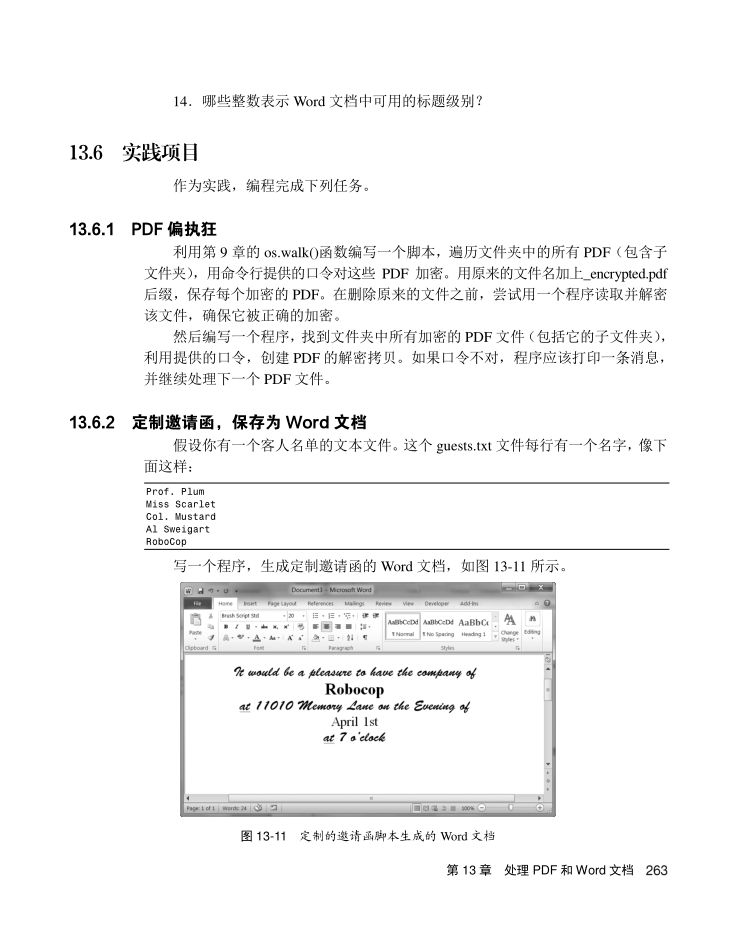 14．哪些整数表示 Word 文档中可用的标题级别？
13.6 实践项目
作为实践，编程完成下列任务。
13.6.1 PDF 偏执狂
利用第 9 章的 os.walk()函数编写一个脚本，遍历文件夹中的所有 PDF（包含子
文件夹），用命令行提供的口令对这些 PDF 加密。用原来的文件名加上_encrypted.pdf
后缀，保存每个加密的 PDF。在删除原来的文件之前，尝试用一个程序读取并解密
该文件，确保它被正确的加密。
然后编写一个程序，找到文件夹中所有加密的 PDF 文件（包括它的子文件夹），
利用提供的口令，创建 PDF 的解密拷贝。如果口令不对，程序应该打印一条消息，
并继续处理下一个 PDF 文件。
13.6.2 定制邀请函，保存为 Word 文档
假设你有一个客人名单的文本文件。这个 guests.txt 文件每行有一个名字，像下
面这样：
Prof. Plum
Miss Scarlet
Col. Mustard
Al Sweigart
RoboCop
写一个程序，生成定制邀请函的 Word 文档，如图 13-11 所示。
Document3 - Microsoft Word
File Home Insert Page Layout References Mailings Review View Developer Add-Ins
Brush Script Std 20
AaBbCcDd AaBbCcDd AaBbCc
Paste ¶ Normal ¶ No Spacing Heading 1 Change Styles Editing
Clipboard Font Paragraph Styles
It would be a pleasure to have the company of
Robocop
at 11010 Memory Lane on the Evening of
April 1st
at 7 o'clock
Page: 1 of 1 Words: 24 100%
图 13-11 定制的邀请函脚本生成的 Word 文档
第 13 章 处理 PDF 和 Word 文档 263